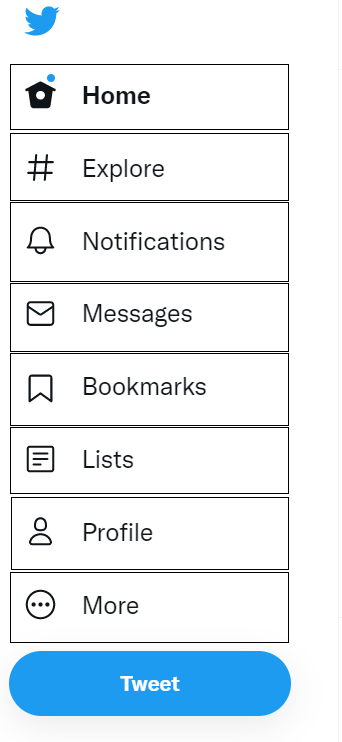 Home
Explore
Notifications
Messages
Bookmarks
Lists
Profile
More
Tweet